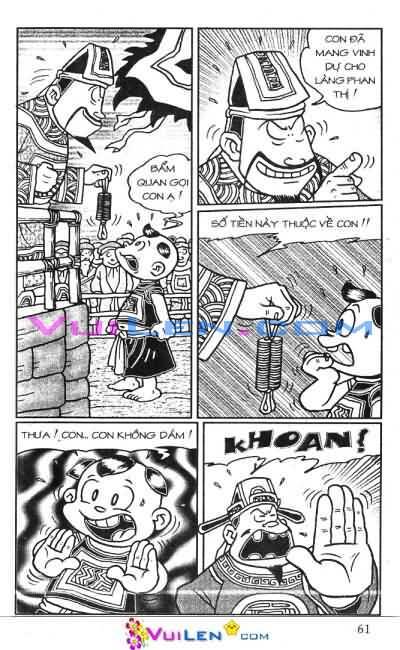 CON ĐÃ
MANG VINH
DỰ CHO
LÀNG PHAN
THỊ !
BẨM
QUAN GỌI
CON Ạ !
SỐ TIỀN NÀY THUỘC VỀ CON !!
VUILEN.COM
THƯA ! CON... CON KHÔNG DÁM !
KHOAN!
61
VUILEN.COM